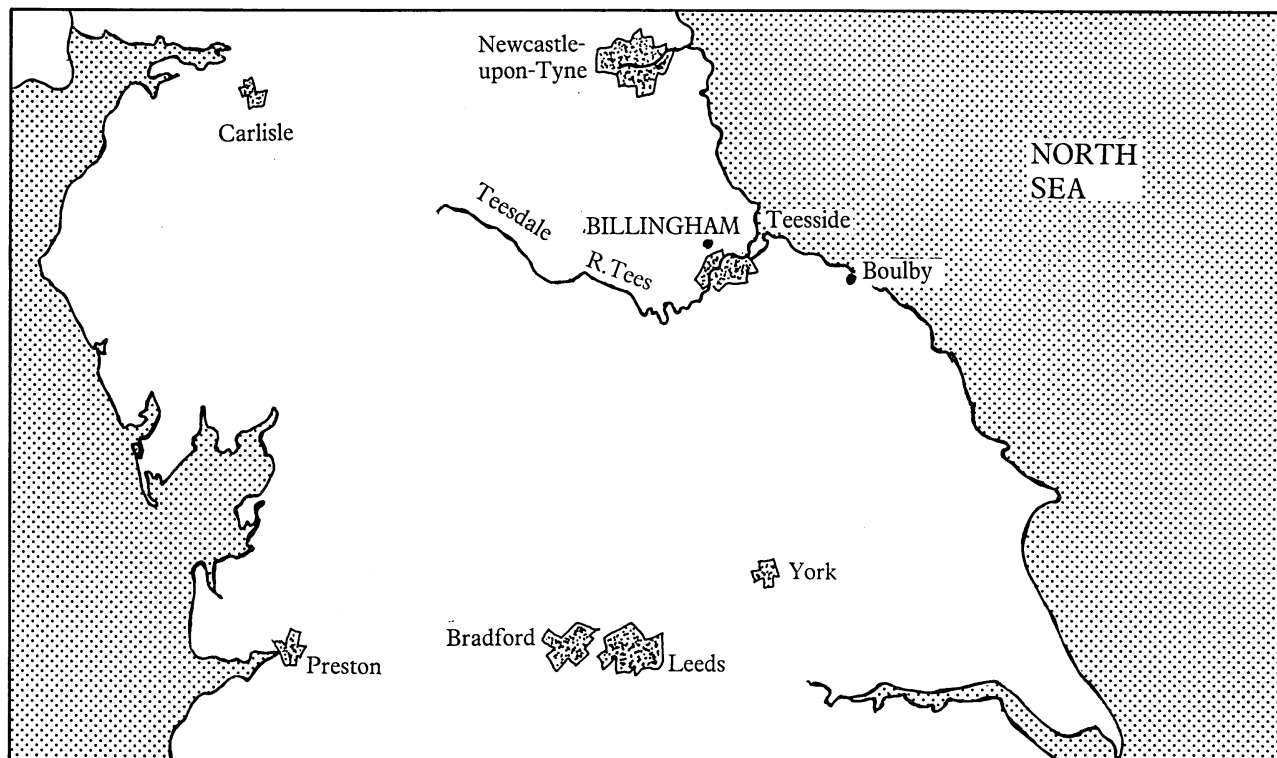 Newcastle-
upon-Tyne
Carlisle
NORTH
SEA
Teesdale
BILLINGHAM
Teesside
R. Tees
Boulby
York
Bradford
Leeds
Preston